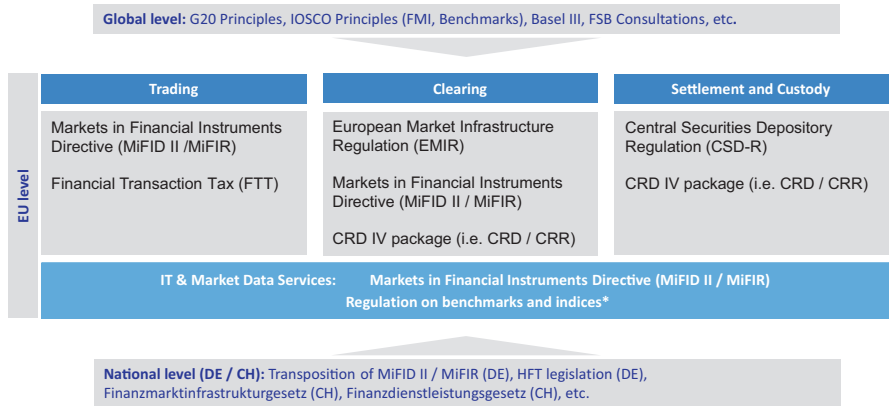 Global level: G20 Principles, IOSCO Principles (FMI, Benchmarks), Basel III, FSB Consultations, etc.
EU level
Trading
Markets in Financial Instruments
Directive (MiFID II /MiFIR)
Financial Transaction Tax (FTT)
Clearing
European Market Infrastructure
Regulation (EMIR)
Markets in Financial Instruments
Directive (MiFID II / MiFIR)
CRD IV package (i.e. CRD / CRR)
Settlement and Custody
Central Securities Depository
Regulation (CSD-R)
CRD IV package (i.e. CRD / CRR)
IT & Market Data Services: Markets in Financial Instruments Directive (MiFID II / MiFIR)
Regulation on benchmarks and indices*
National level (DE / CH): Transposition of MiFID II / MiFIR (DE), HFT legislation (DE),
Finanzmarktinfrastrukturgesetz (CH), Finanzdienstleistungsgesetz (CH), etc.